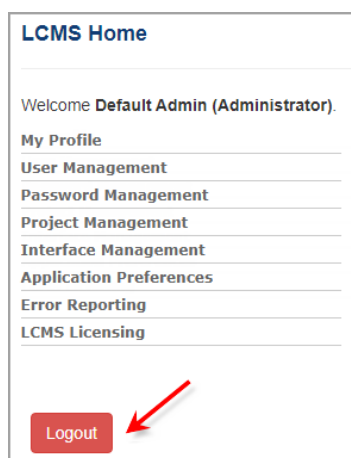 LCMS Home
Welcome Default Admin (Administrator).
My Profile
User Management
Password Management
Project Management
Interface Management
Application Preferences
Error Reporting
LCMS Licensing
Logout